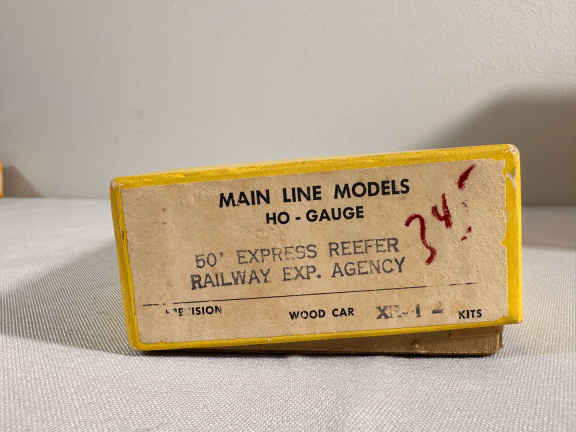 MAIN LINE MODELS
HO - GAUGE
50' EXPRESS REEFER
RAILWAY EXP. AGENCY
34
WOOD CAR KITS